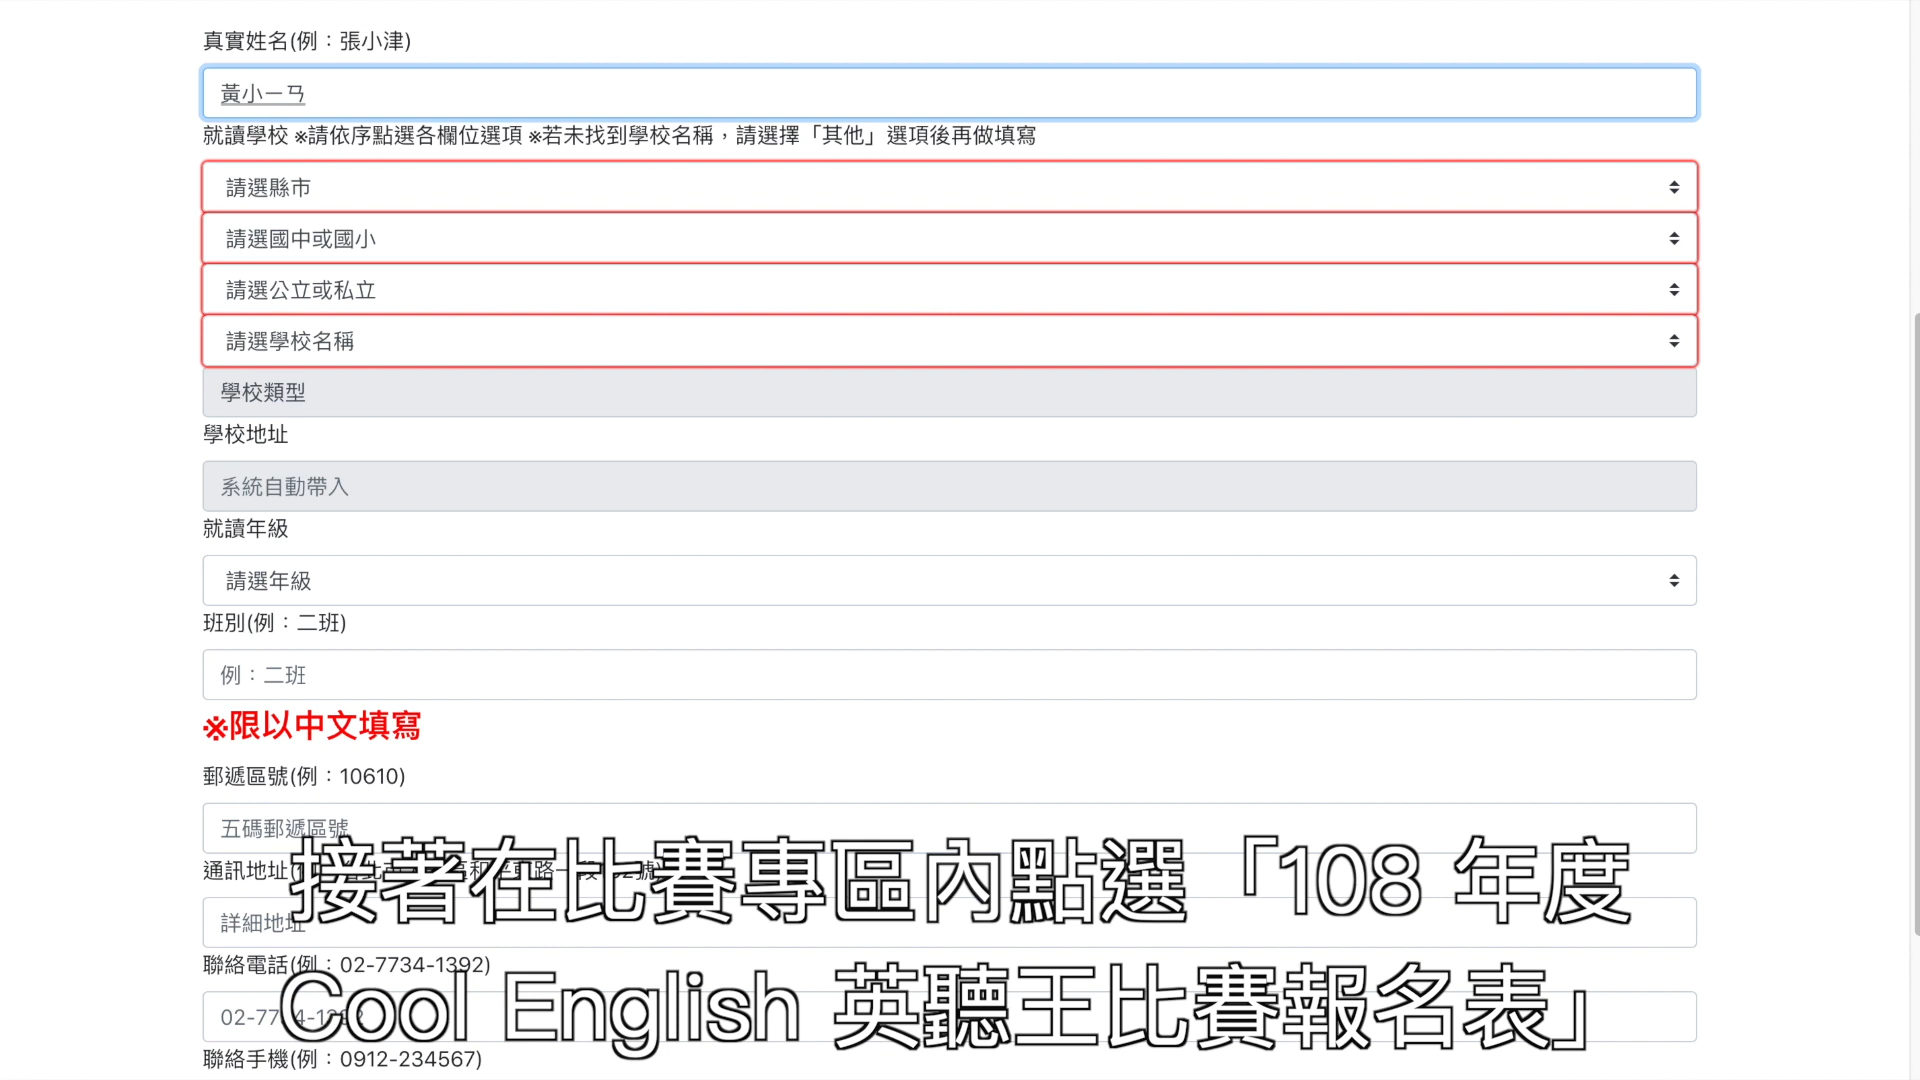 真實姓名(例：張小津)
黃小ㄧㄢ
就讀學校 ※請依序點選各欄位選項 ※若未找到學校名稱，請選擇「其他」選項後再做填寫
請選縣市
請選國中或國小
請選公立或私立
請選學校名稱
學校類型
學校地址
系統自動帶入
就讀年級
請選年級
班別(例：二班)
例：二班
※限以中文填寫
郵遞區號(例：10610)
五碼郵遞區號
通訊地址(
詳細地址
聯絡電話(例：02-7734-1392)
02-77
聯絡手機(例：0912-234567)
接著在比賽專區內點選「108 年度
Cool English 英聽王比賽報名表」